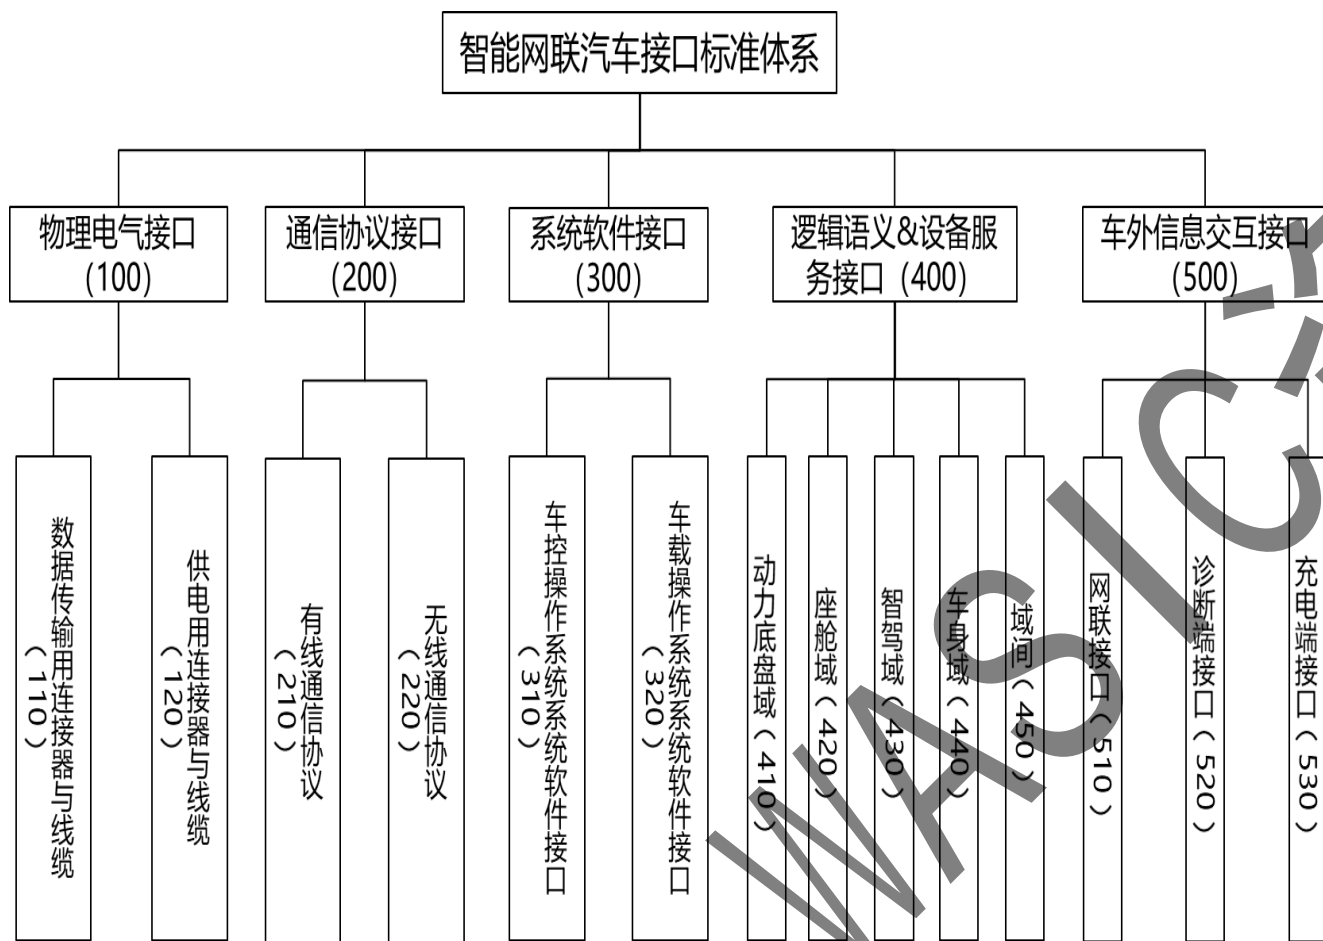 智能网联汽车接口标准体系
物理电气接口
(100)
通信协议接口
(200)
系统软件接口
(300)
逻辑语义&设备服
务接口（400)
车外信息交互接口
(500)
数据传输用连接器与线缆
（110）
供电用连接器与线缆
（120）
有线通信协议
（210）
无线通信协议
（220）
车控操作系统系统软件接口
（310）
车载操作系统系统软件接口
（320）
动力底盘域（410）
座舱域（420）
智驾域（430）
车身域（440）
域间（450）
网联接口（510）
诊断端接口（520）
充电端接口（530）
WASIC